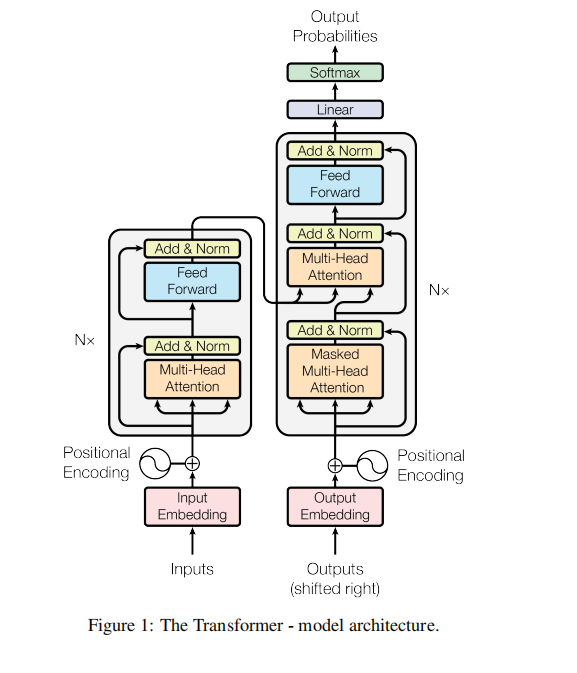 Output
Probabilities
Softmax
Linear
Add & Norm
Feed
Forward
Add & Norm
Multi-Head
Attention
Add & Norm
Masked
Multi-Head
Attention
Nx
Add & Norm
Feed
Forward
Add & Norm
Multi-Head
Attention
N×
Positional
Encoding
Positional
Encoding
Input
Embedding
Output
Embedding
Inputs
Outputs
(shifted right)
Figure 1: The Transformer - model architecture.